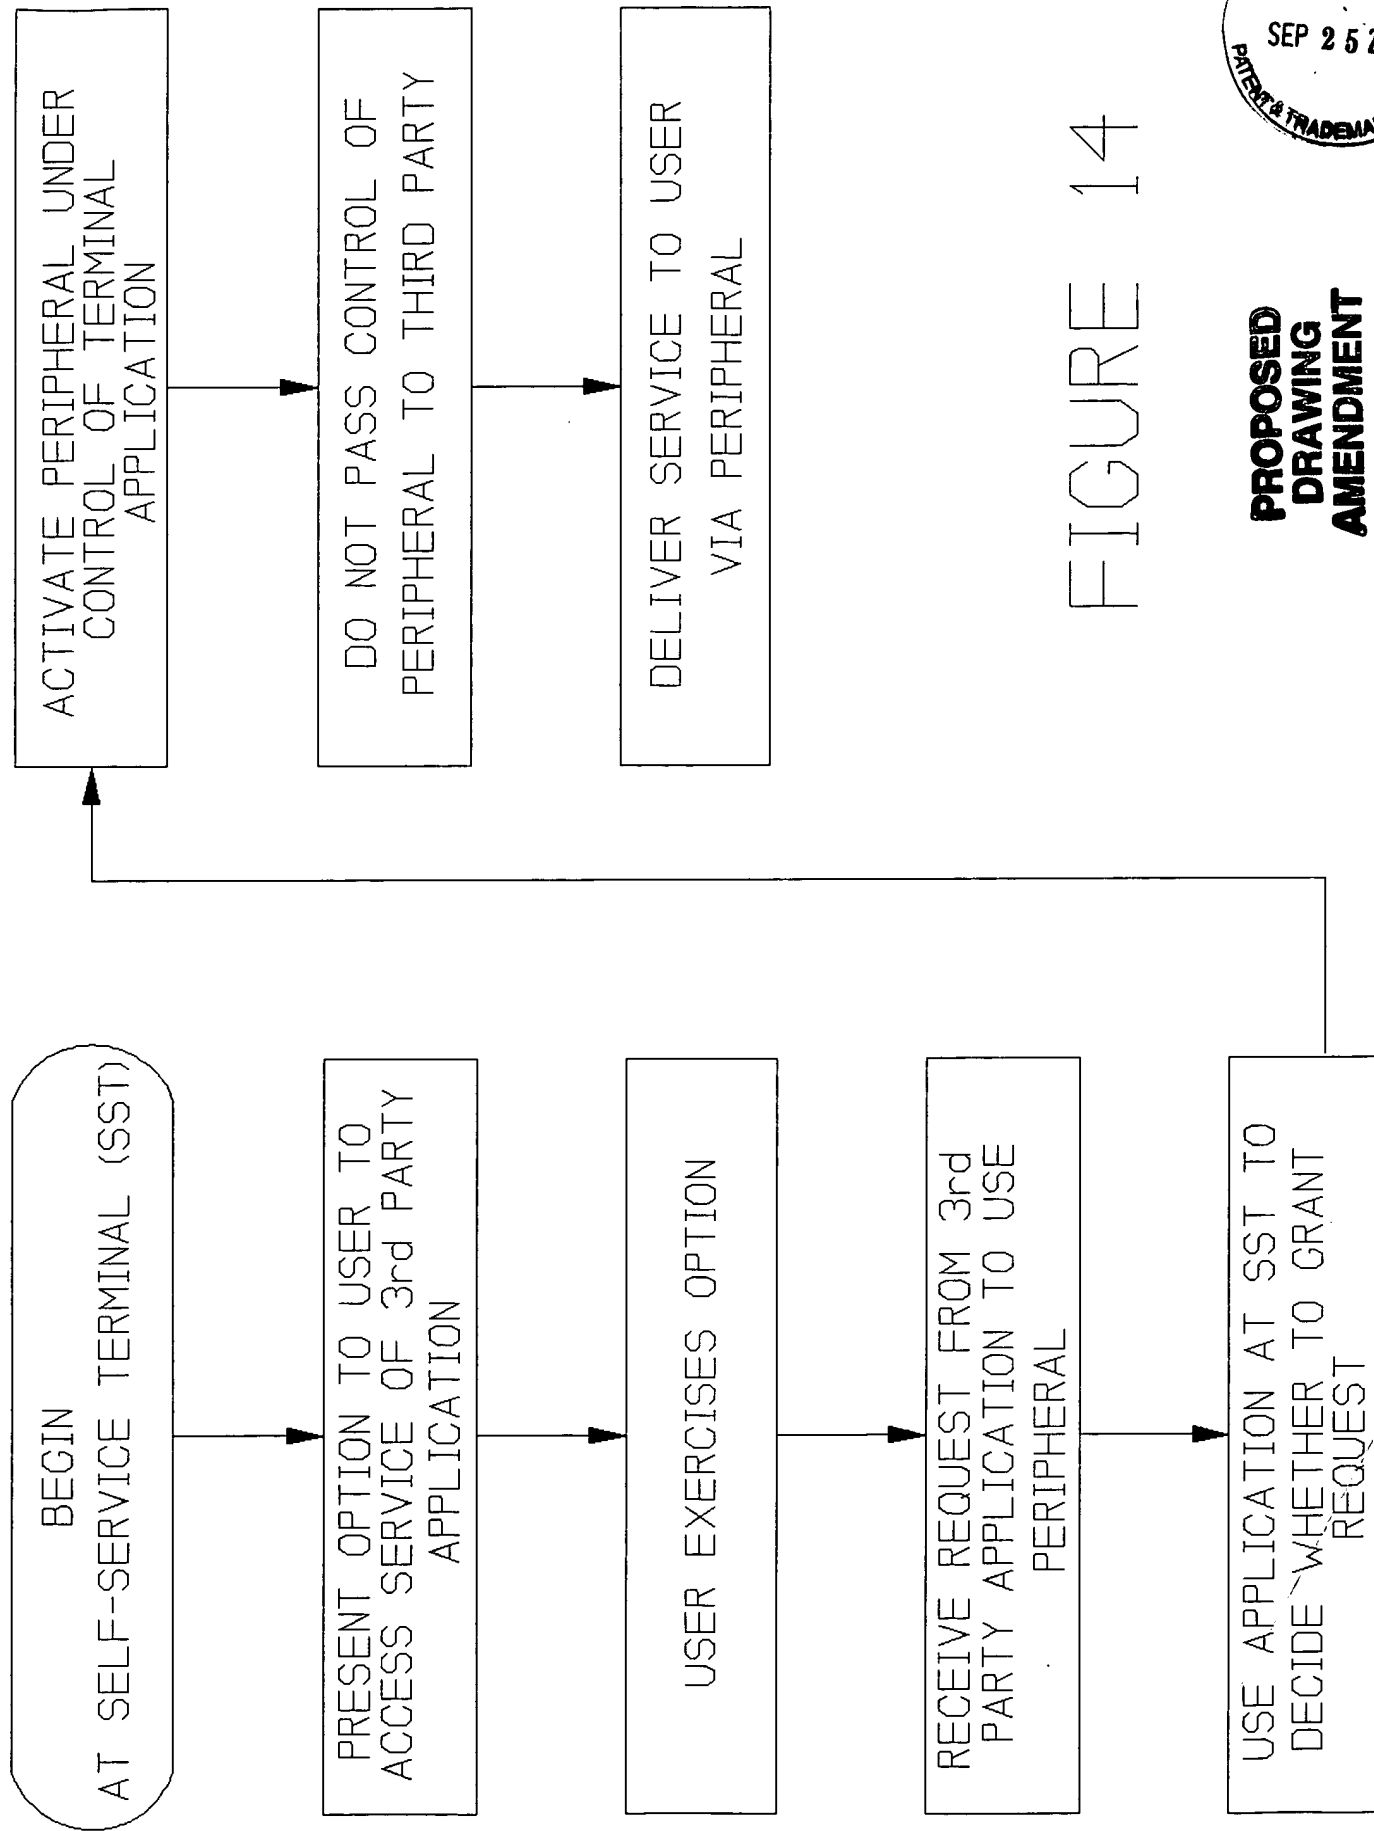 BEGIN
AT SELF-SERVICE TERMINAL (SST)
PRESENT OPTION TO USER TO
ACCESS SERVICE OF 3rd PARTY
APPLICATION
USER EXERCISES OPTION
RECEIVE REQUEST FROM 3rd
PARTY APPLICATION TO USE
PERIPHERAL
USE APPLICATION AT SST TO
DECIDE WHETHER TO GRANT
REQUEST
ACTIVATE PERIPHERAL UNDER
CONTROL OF TERMINAL
APPLICATION
DO NOT PASS CONTROL OF
PERIPHERAL TO THIRD PARTY
DELIVER SERVICE TO USER
VIA PERIPHERAL
FIGURE 14
PROPOSED
DRAWING
AMENDMENT
SEP 25
PATENT &